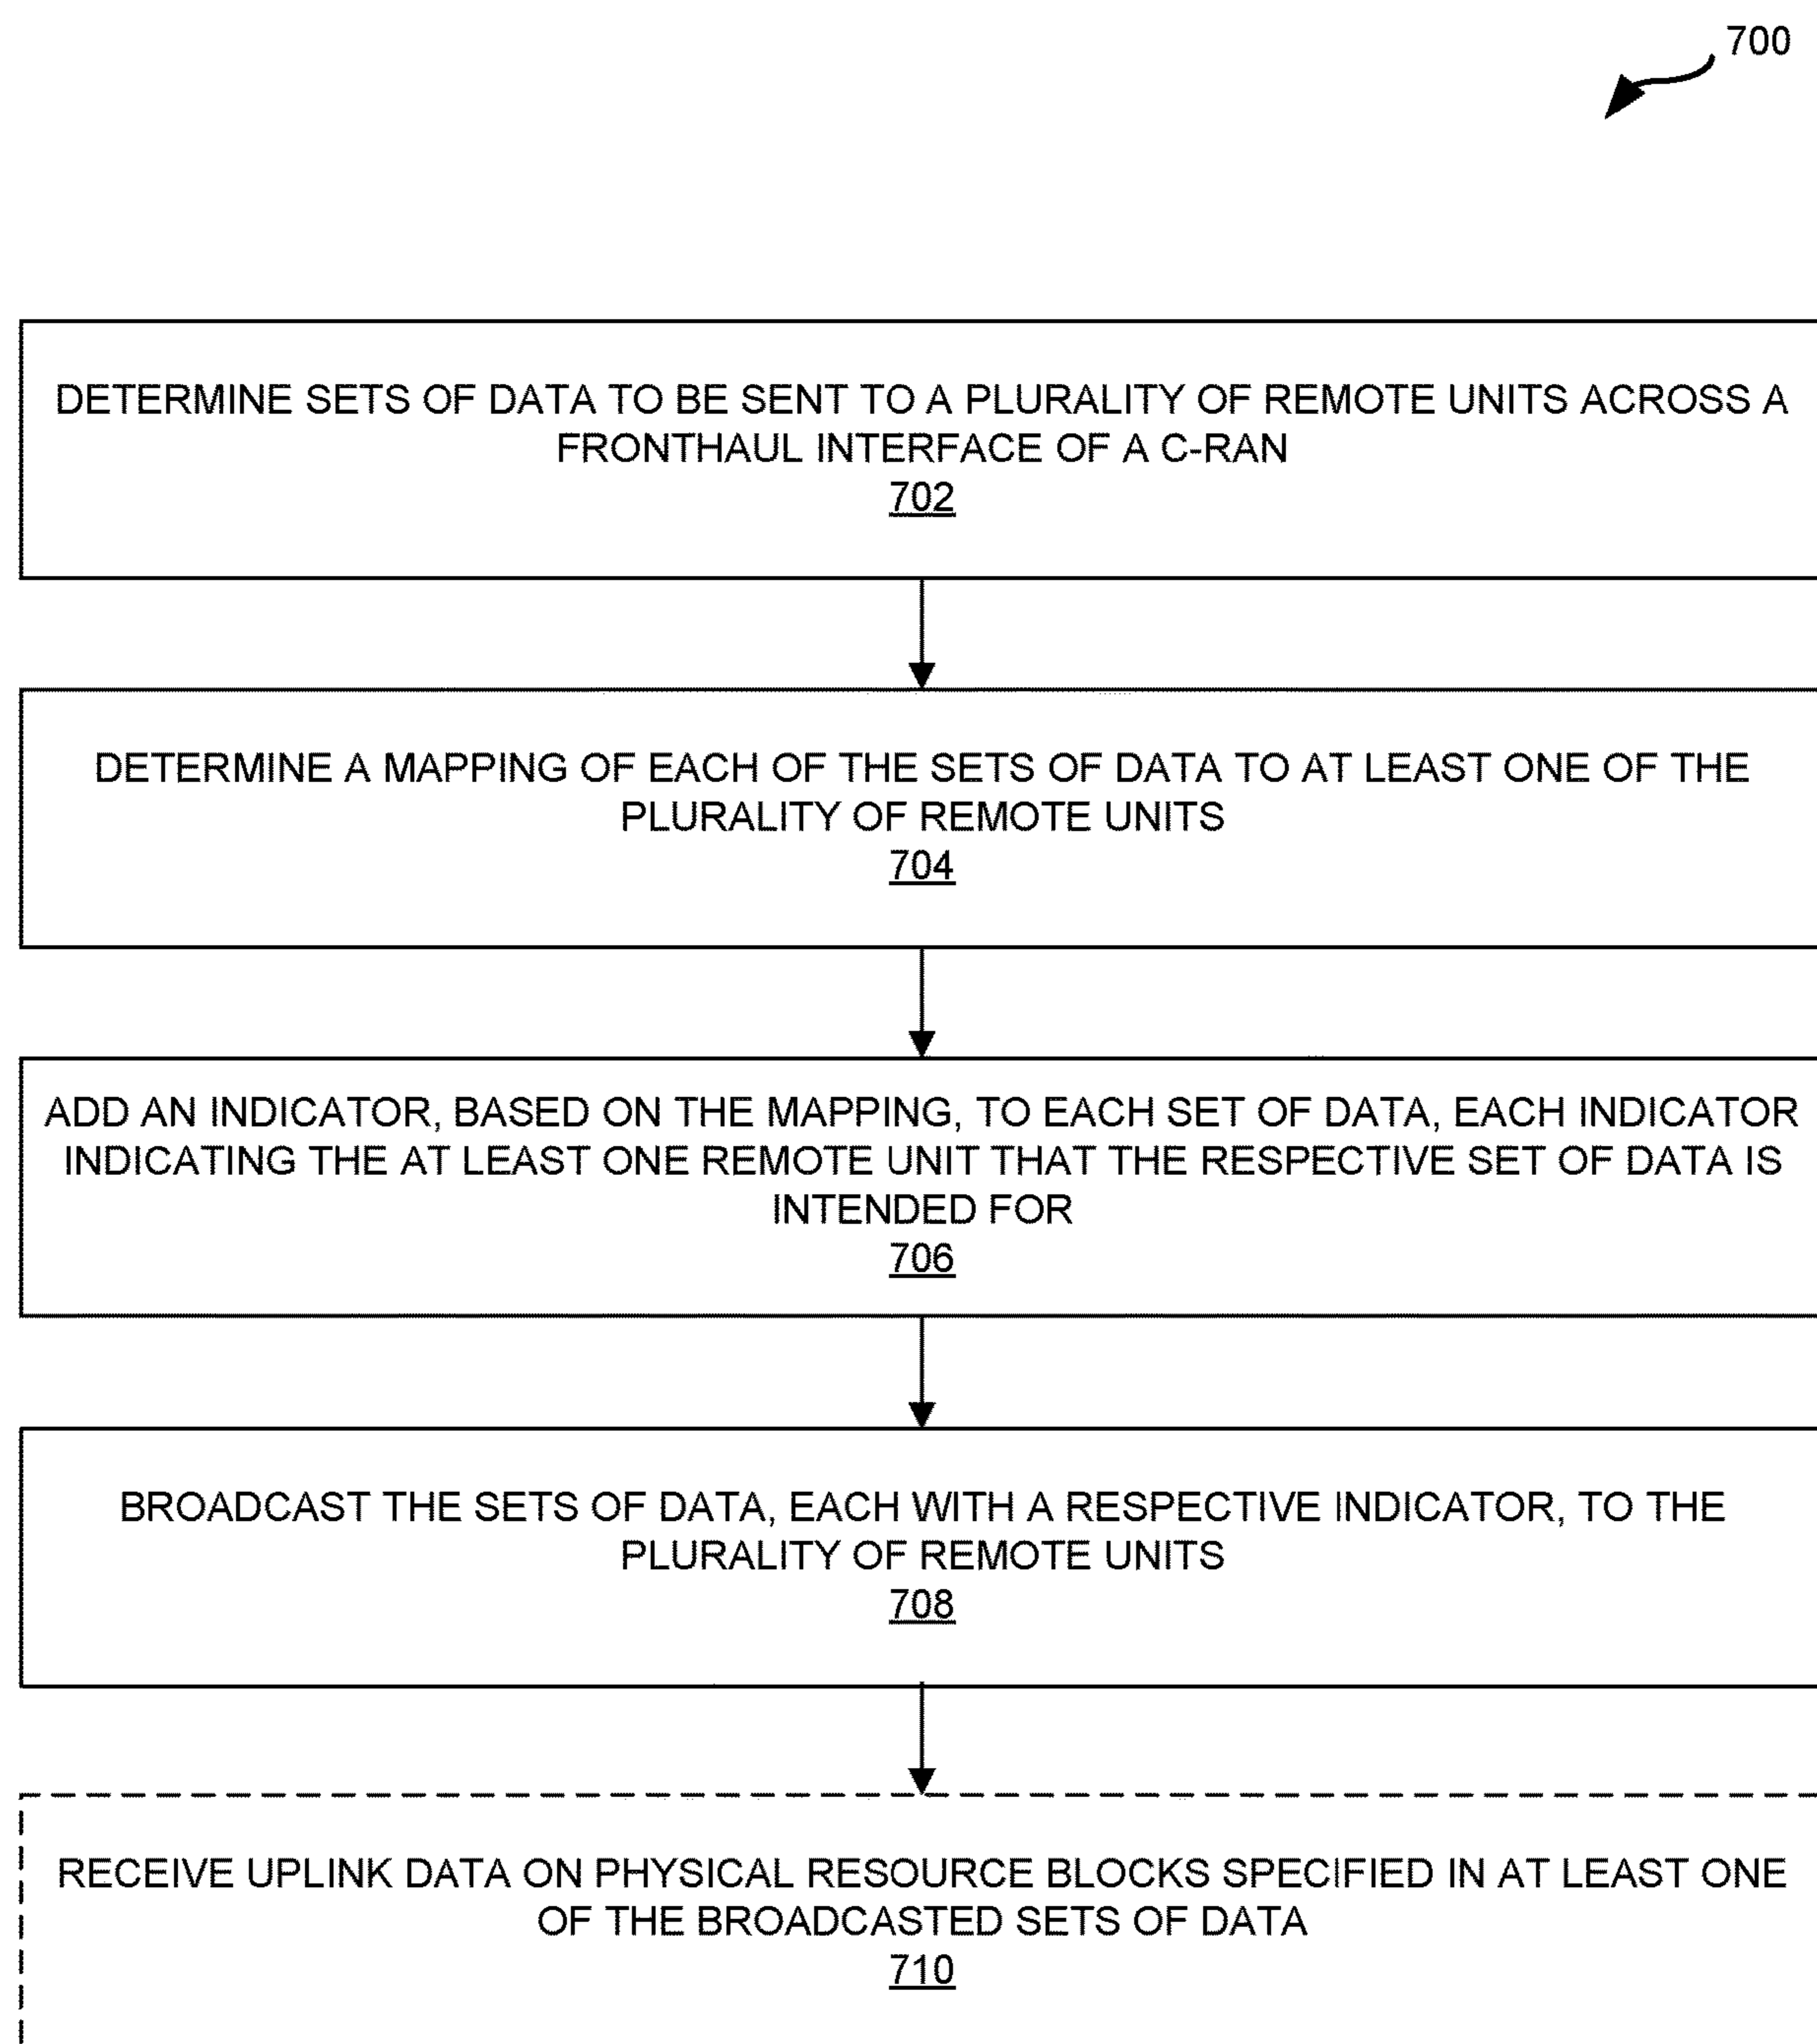 700
DETERMINE SETS OF DATA TO BE SENT TO A PLURALITY OF REMOTE UNITS ACROSS A
FRONTHAUL INTERFACE OF A C-RAN
702
DETERMINE A MAPPING OF EACH OF THE SETS OF DATA TO AT LEAST ONE OF THE
PLURALITY OF REMOTE UNITS
704
ADD AN INDICATOR, BASED ON THE MAPPING, TO EACH SET OF DATA, EACH INDICATOR
INDICATING THE AT LEAST ONE REMOTE UNIT THAT THE RESPECTIVE SET OF DATA IS
INTENDED FOR
706
BROADCAST THE SETS OF DATA, EACH WITH A RESPECTIVE INDICATOR, TO THE
PLURALITY OF REMOTE UNITS
708
RECEIVE UPLINK DATA ON PHYSICAL RESOURCE BLOCKS SPECIFIED IN AT LEAST ONE
OF THE BROADCASTED SETS OF DATA
710